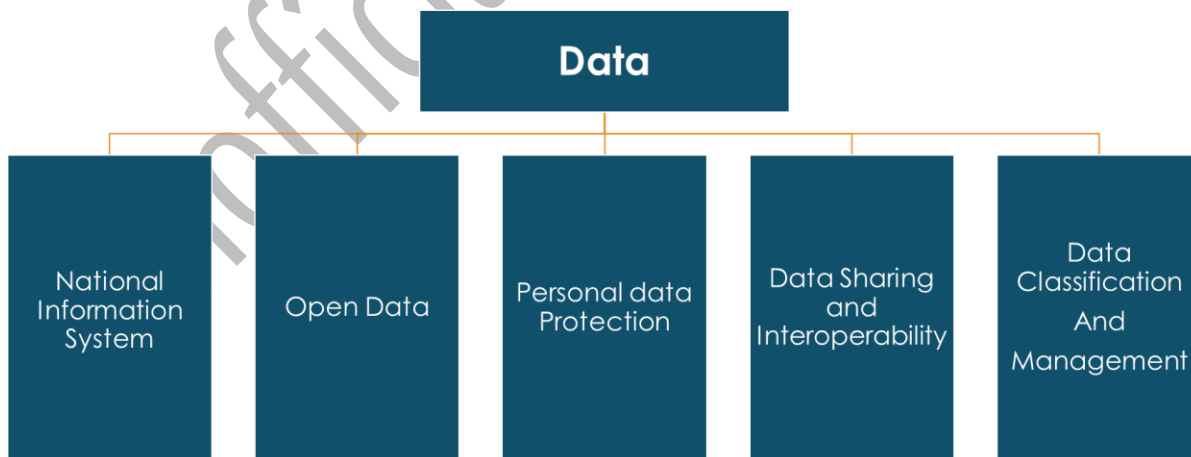 Data
National
Information
System
Open Data
Personal data
Protection
Data Sharing
and
Interoperability
Data
Classification
And
Management